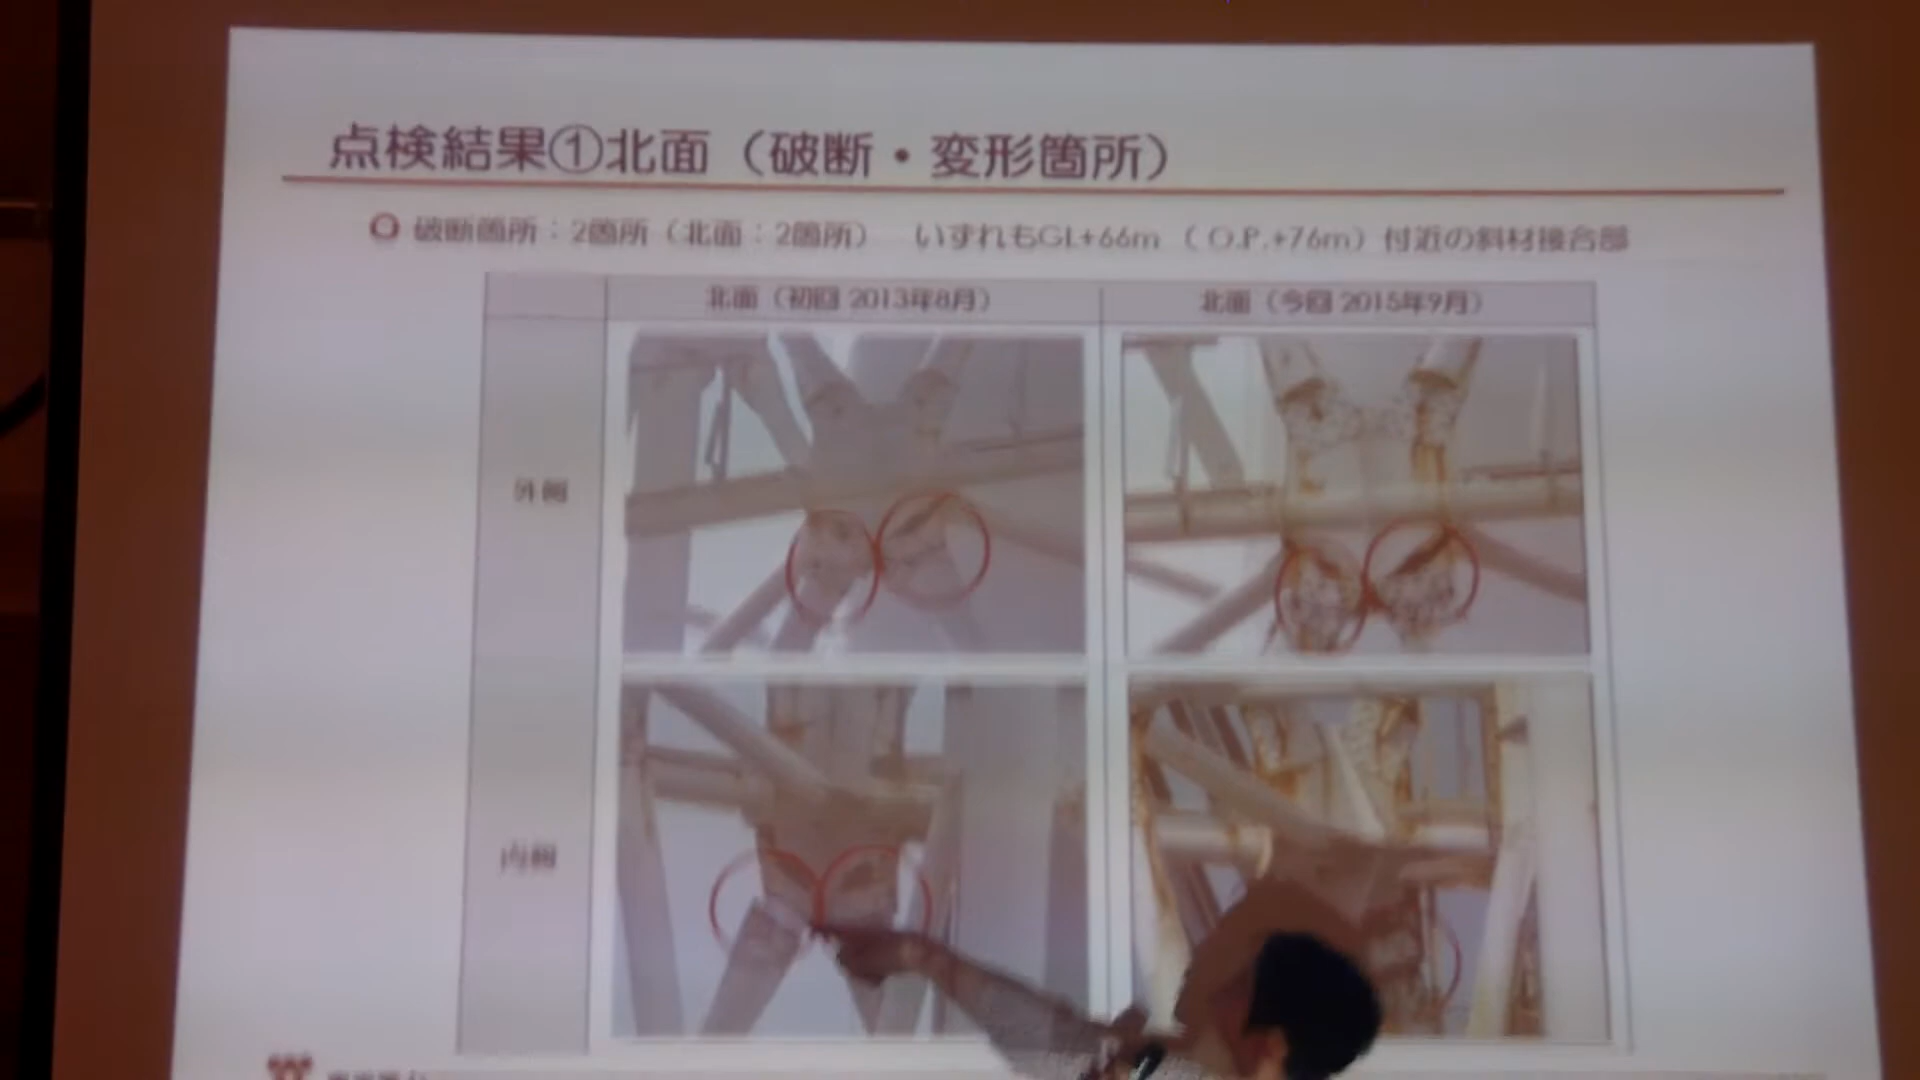 点検結果①北面（破断・変形箇所）
破断箇所：2箇所（北面：2箇所）　いずれもGL+66m（O.P.+76m）付近の斜材接合部
北面（初回 2013年8月）
北面（今回 2015年9月）
外側
内側